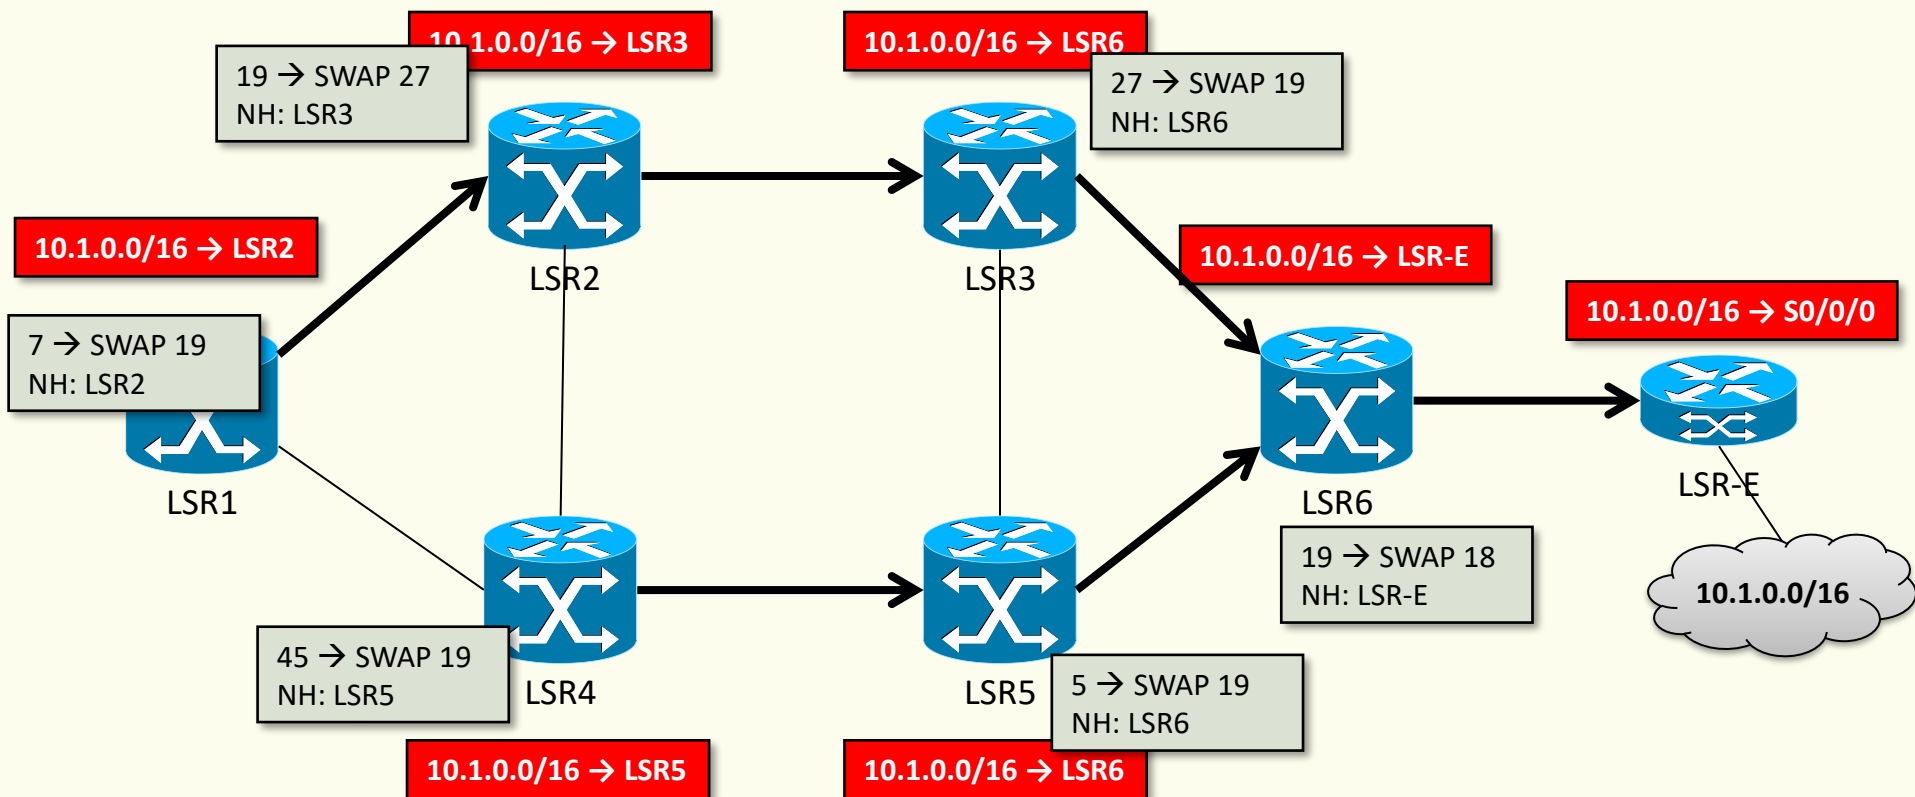 10.1.0.0/16 → LSR3
19 → SWAP 27
NH: LSR3
LSR2
10.1.0.0/16 → LSR6
27 → SWAP 19
NH: LSR6
LSR3
10.1.0.0/16 → LSR2
7 → SWAP 19
NH: LSR2
LSR1
10.1.0.0/16 → LSR-E
LSR6
19 → SWAP 18
NH: LSR-E
10.1.0.0/16 → S0/0/0
LSR-E
10.1.0.0/16
45 → SWAP 19
NH: LSR5
LSR4
10.1.0.0/16 → LSR5
LSR5
5 → SWAP 19
NH: LSR6
10.1.0.0/16 → LSR6